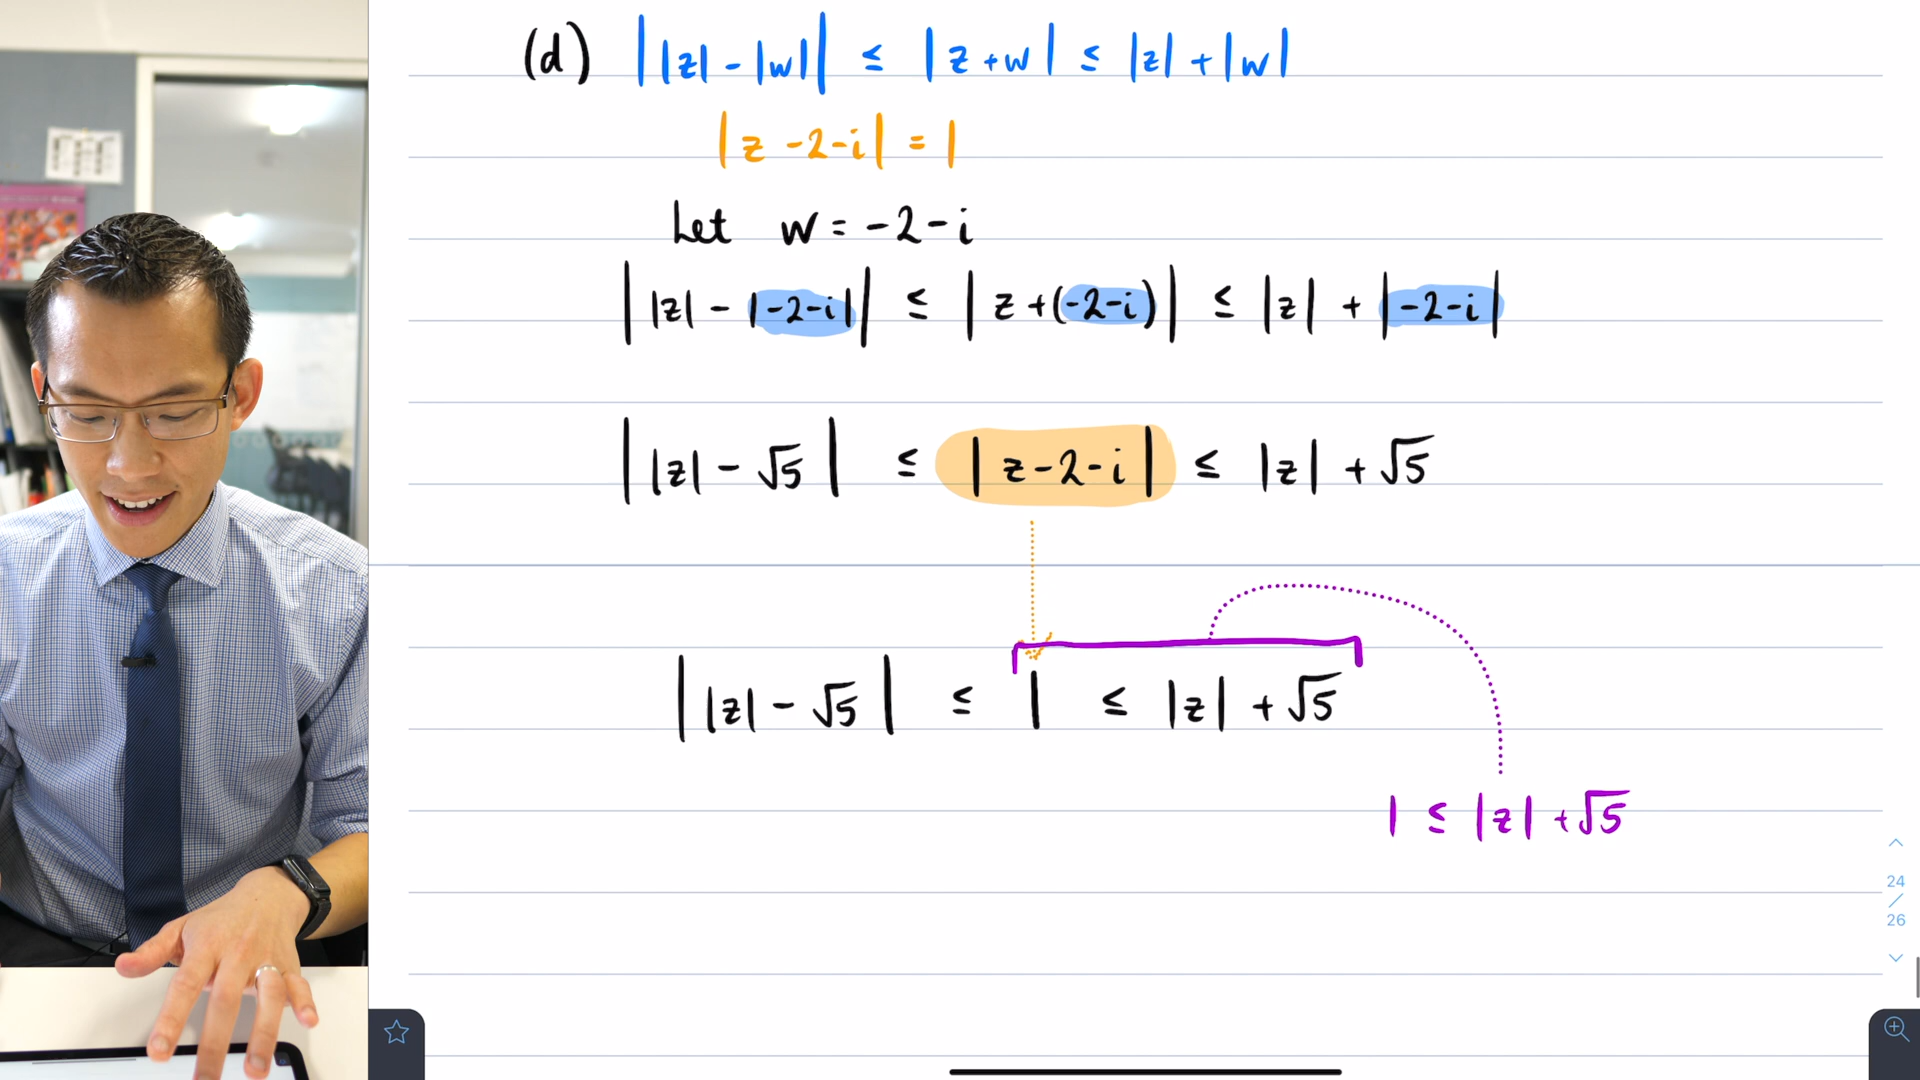 (d) ||z| - |w|| ≤ |z + w| ≤ |z| + |w|
|z - 2 - i| = 1
Let w = -2 - i
||z| - |-2 - i|| ≤ |z + (-2 - i)| ≤ |z| + |-2 - i|
||z| - √5| ≤ |z - 2 - i| ≤ |z| + √5
||z| - √5| ≤ 1 ≤ |z| + √5
1 ≤ |z| + √5
24
/
26